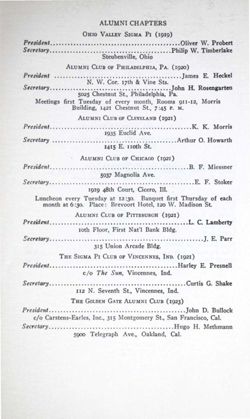 ALUMNI CHAPTERS
OHIO VALLEY SIGMA PI (1919)
President..............................Oliver W. Probert
Secretary..............................Philip W. Timberlake
Steubenville, Ohio
ALUMNI CLUB OF PHILADELPHIA, PA. (1920)
President..............................James E. Heckel
N. W. Cor. 17th & Vine Sts.
Secretary..............................John H. Rosengarten
5025 Chestnut St., Philadelphia, Pa.
Meetings first Tuesday of every month, Rooms 911-12, Morris
Building, 1421 Chestnut St., 7:45 P. M.
ALUMNI CLUB OF CLEVELAND (1921)
President..............................K. K. Morris
1935 Euclid Ave.
Secretary..............................Arthur O. Howarth
1415 E. 110th St.
ALUMNI CLUB OF CHICAGO (1921)
President..............................B. F. Miessner
5937 Magnolia Ave.
Secretary..............................E. F. Stoker
1919 48th Court, Cicero, Ill.
Luncheon every Tuesday at 12:30. Banquet first Thursday of each
month at 6:30. Place: Brevoort Hotel, 120 W. Madison St.
ALUMNI CLUB OF PITTSBURGH (1921)
President..............................L. C. Lamberty
10th Floor, First Nat'l Bank Bldg.
Secretary..............................J. E. Parr
315 Union Arcade Bldg.
THE SIGMA PI CLUB OF VINCENNES, IND. (1921)
President..............................Harley E. Pressnell
c/o The Sun, Vincennes, Ind.
Secretary..............................Curtis G. Shake
112 N. Seventh St., Vincennes, Ind.
THE GOLDEN GATE ALUMNI CLUB (1923)
President..............................John D. Bullock
c/o Carstens-Earles, Inc., 315 Montgomery St., San Francisco, Cal.
Secretary..............................Hugo H. Methmann
5900 Telegraph Ave., Oakland, Cal.